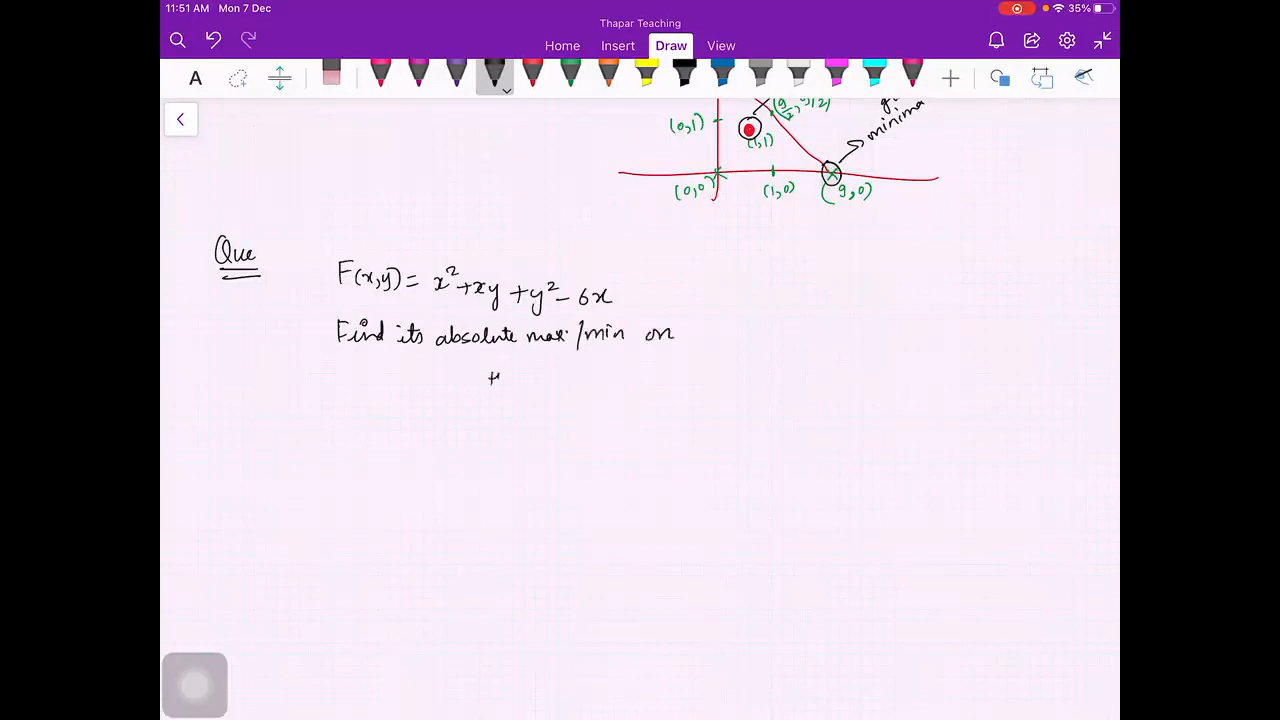 11:51 AM Mon 7 Dec
35%
Thapar Teaching
Home Insert Draw View
A
(0,1)
(1,1)
minima
(0,0)
(1,0)
(9,0)
Que
F(x,y) = x² + xy + y² - 6x
Find its absolute max./min on